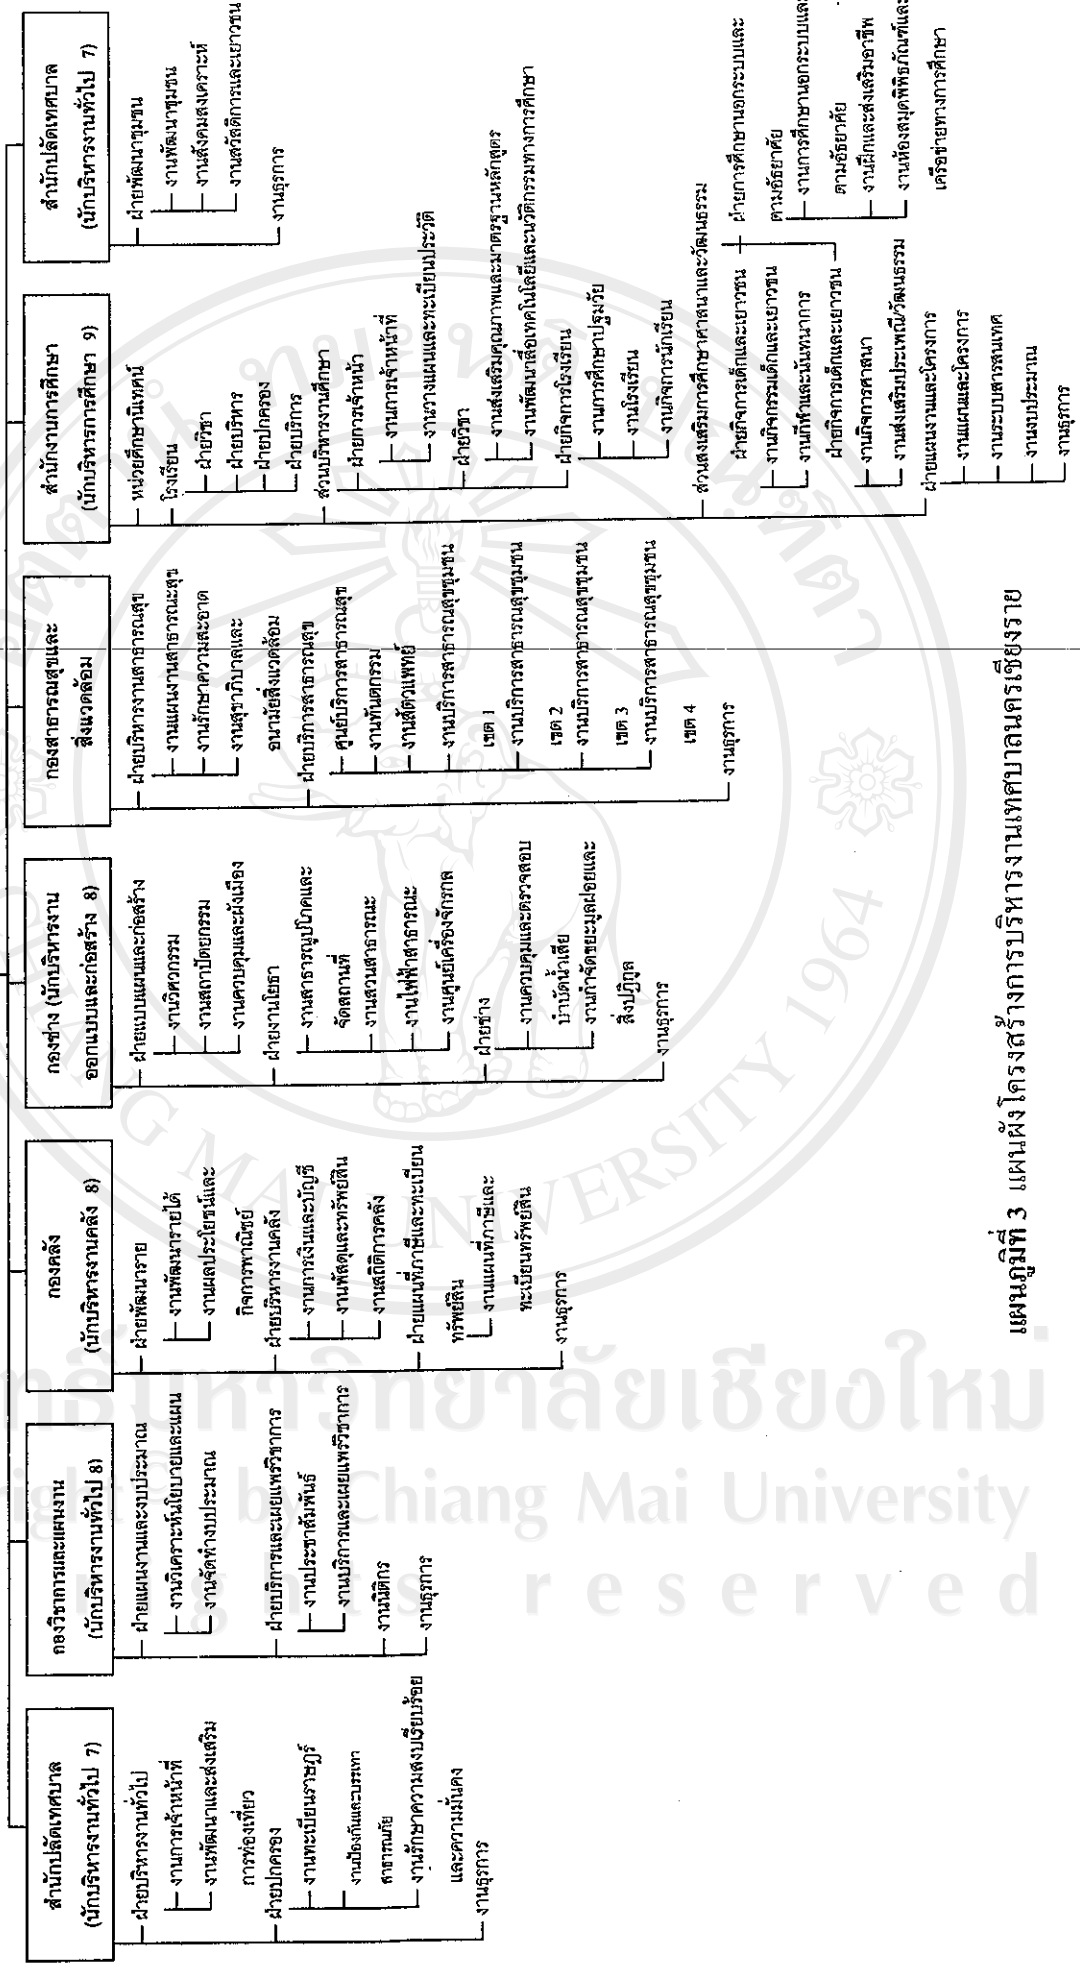 สำนักปลัดเทศบาล
(นักบริหารงานทั่วไป 7)
ฝ่ายบริหารงานทั่วไป
งานการเจ้าหน้าที่
งานพัฒนาและส่งเสริม
การท่องเที่ยว
ฝ่ายปกครอง
งานทะเบียนราษฎร์
งานป้องกันและบรรเทา
สาธารณภัย
งานรักษาความสงบเรียบร้อย
และความมั่นคง
งานธุรการ
กองวิชาการและแผนงาน
(นักบริหารงานทั่วไป 8)
ฝ่ายแผนงานและงบประมาณ
งานวิเคราะห์นโยบายและแผน
งานจัดทำงบประมาณ
ฝ่ายบริการและเผยแพร่วิชาการ
งานประชาสัมพันธ์
งานบริการและเผยแพร่วิชาการ
งานนิติกร
งานธุรการ
กองคลัง
(นักบริหารงานคลัง 8)
ฝ่ายพัฒนาราย
งานพัฒนารายได้
งานผลประโยชน์และ
กิจการพาณิชย์
ฝ่ายบริหารงานคลัง
งานการเงินและบัญชี
งานพัสดุและทรัพย์สิน
งานสถิติการคลัง
ฝ่ายแผนที่ภาษีและทะเบียน
ทรัพย์สิน
งานแผนที่ภาษีและ
ทะเบียนทรัพย์สิน
งานธุรการ
กองช่าง (นักบริหารงาน
ออกแบบและก่อสร้าง 8)
ฝ่ายแบบแผนและก่อสร้าง
งานวิศวกรรม
งานสถาปัตยกรรม
งานควบคุมและผังเมือง
ฝ่ายงานโยธา
งานสาธารณูปโภคและ
จัดสถานที่
งานสวนสาธารณะ
งานไฟฟ้าสาธารณะ
งานศูนย์เครื่องจักรกล
ฝ่ายช่าง
งานควบคุมและตรวจสอบ
บำบัดน้ำเสีย
งานกำจัดขยะมูลฝอยและ
สิ่งปฏิกูล
งานธุรการ
กองสาธารณสุขและ
สิ่งแวดล้อม
ฝ่ายบริหารงานสาธารณสุข
งานแผนงานสาธารณะสุข
งานรักษาความสะอาด
งานสุขาภิบาลและ
อนามัยสิ่งแวดล้อม
ฝ่ายบริการสาธารณสุข
ศูนย์บริการสาธารณสุข
งานทันตกรรม
งานสัตวแพทย์
งานบริการสาธารณสุขชุมชน
เขต 1
งานบริการสาธารณสุขชุมชน
เขต 2
งานบริการสาธารณสุขชุมชน
เขต 3
งานบริการสาธารณสุขชุมชน
เขต 4
งานธุรการ
สำนักงานการศึกษา
(นักบริหารการศึกษา 9)
หน่วยศึกษานิเทศน์
โรงเรียน
ฝ่ายวิชา
ฝ่ายบริหาร
ฝ่ายปกครอง
ฝ่ายบริการ
ส่วนบริหารงานศึกษา
ฝ่ายการเจ้าหน้า
งานการเจ้าหน้าที่
งานวางแผนและทะเบียนประวัติ
ฝ่ายวิชา
งานส่งเสริมคุณภาพและมาตรฐานหลักสูตร
งานพัฒนาสื่อเทคโนโลยีและนวัติกรรมทางการศึกษา
ฝ่ายกิจการโรงเรียน
งานการศึกษาปฐมวัย
งานโรงเรียน
งานกิจการนักเรียน
ส่วนส่งเสริมการศึกษาศาสนาและวัฒนธรรม
ฝ่ายกิจการเด็กและเยาวชน
งานกิจกรรมเด็กและเยาวชน
งานกีฬาและนันทนาการ
ฝ่ายกิจการเด็กและเยาวชน
งานกิจการศาสนา
งานส่งเสริมประเพณี/วัฒนธรรม
ฝ่ายการศึกษานอกระบบและ
ตามอัธยาศัย
งานการศึกษานอกระบบและ
ตามอัธยาศัย
งานฝึกและส่งเสริมอาชีพ
งานห้องสมุดพิพิธภัณฑ์และ
เครือข่ายทางการศึกษา
ฝ่ายแผนงานและโครงการ
งานแผนและโครงการ
งานระบบสารสนเทศ
งานงบประมาณ
งานธุรการ
สำนักปลัดเทศบาล
(นักบริหารงานทั่วไป 7)
ฝ่ายพัฒนาชุมชน
งานพัฒนาชุมชน
งานสังคมสงเคราะห์
งานสวัสดิการและเยาวชน
งานธุรการ
แผนภูมิที่ 3 แผนผังโครงสร้างการบริหารงานเทศบาลนครเชียงราย
CHIANG MAI UNIVERSITY 1964
มหาวิทยาลัยเชียงใหม่
by Chiang Mai University
rights reserved